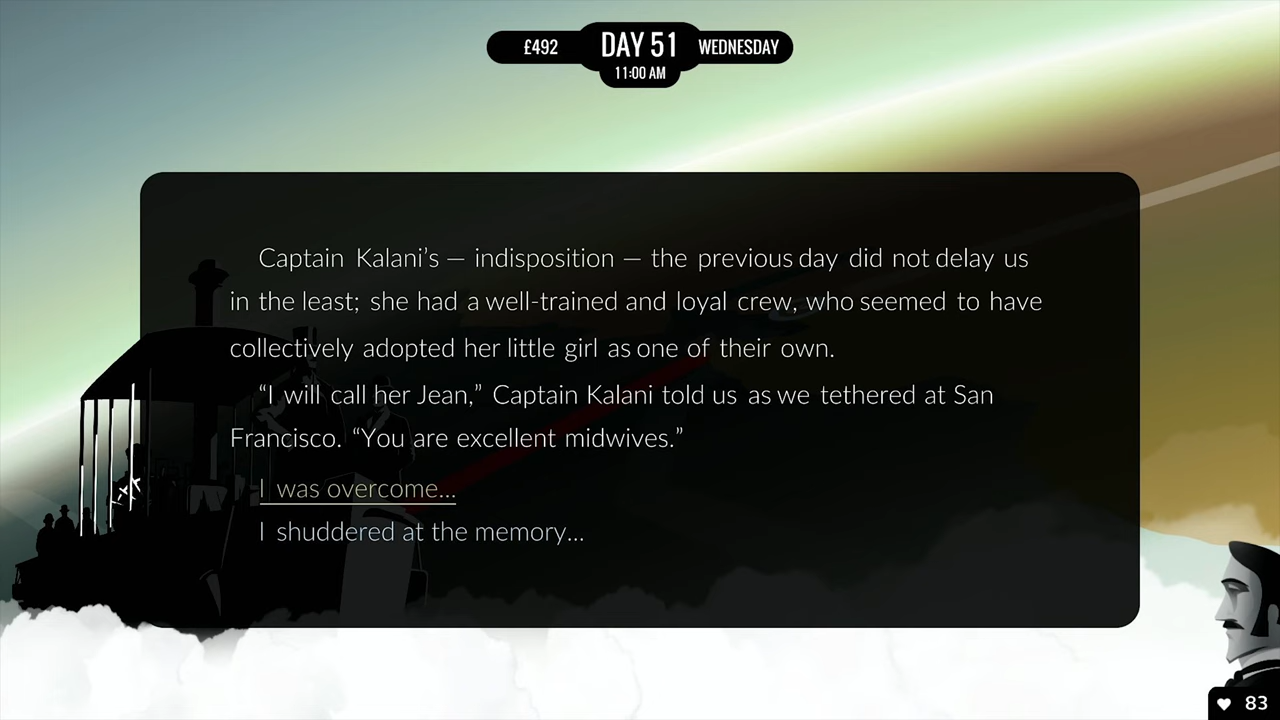 £492
DAY 51
WEDNESDAY
11:00 AM
Captain Kalani’s — indisposition — the previous day did not delay us
in the least; she had a well-trained and loyal crew, who seemed to have
collectively adopted her little girl as one of their own.
“I will call her Jean,” Captain Kalani told us as we tethered at San
Francisco. “You are excellent midwives.”
I was overcome...
I shuddered at the memory...
83